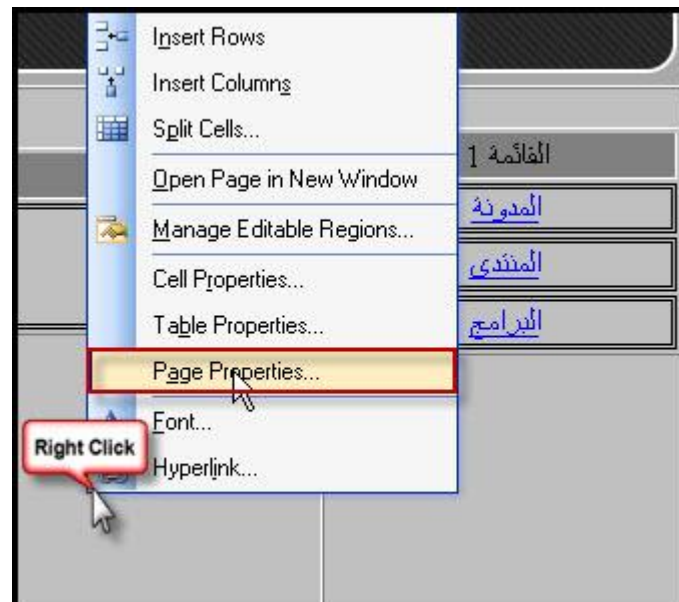 Insert Rows
Insert Columns
Split Cells...
Open Page in New Window
Manage Editable Regions...
Cell Properties...
Table Properties...
Page Properties...
Font...
Hyperlink...
Right Click
القائمة 1
المدونة
المنتدى
البرامج